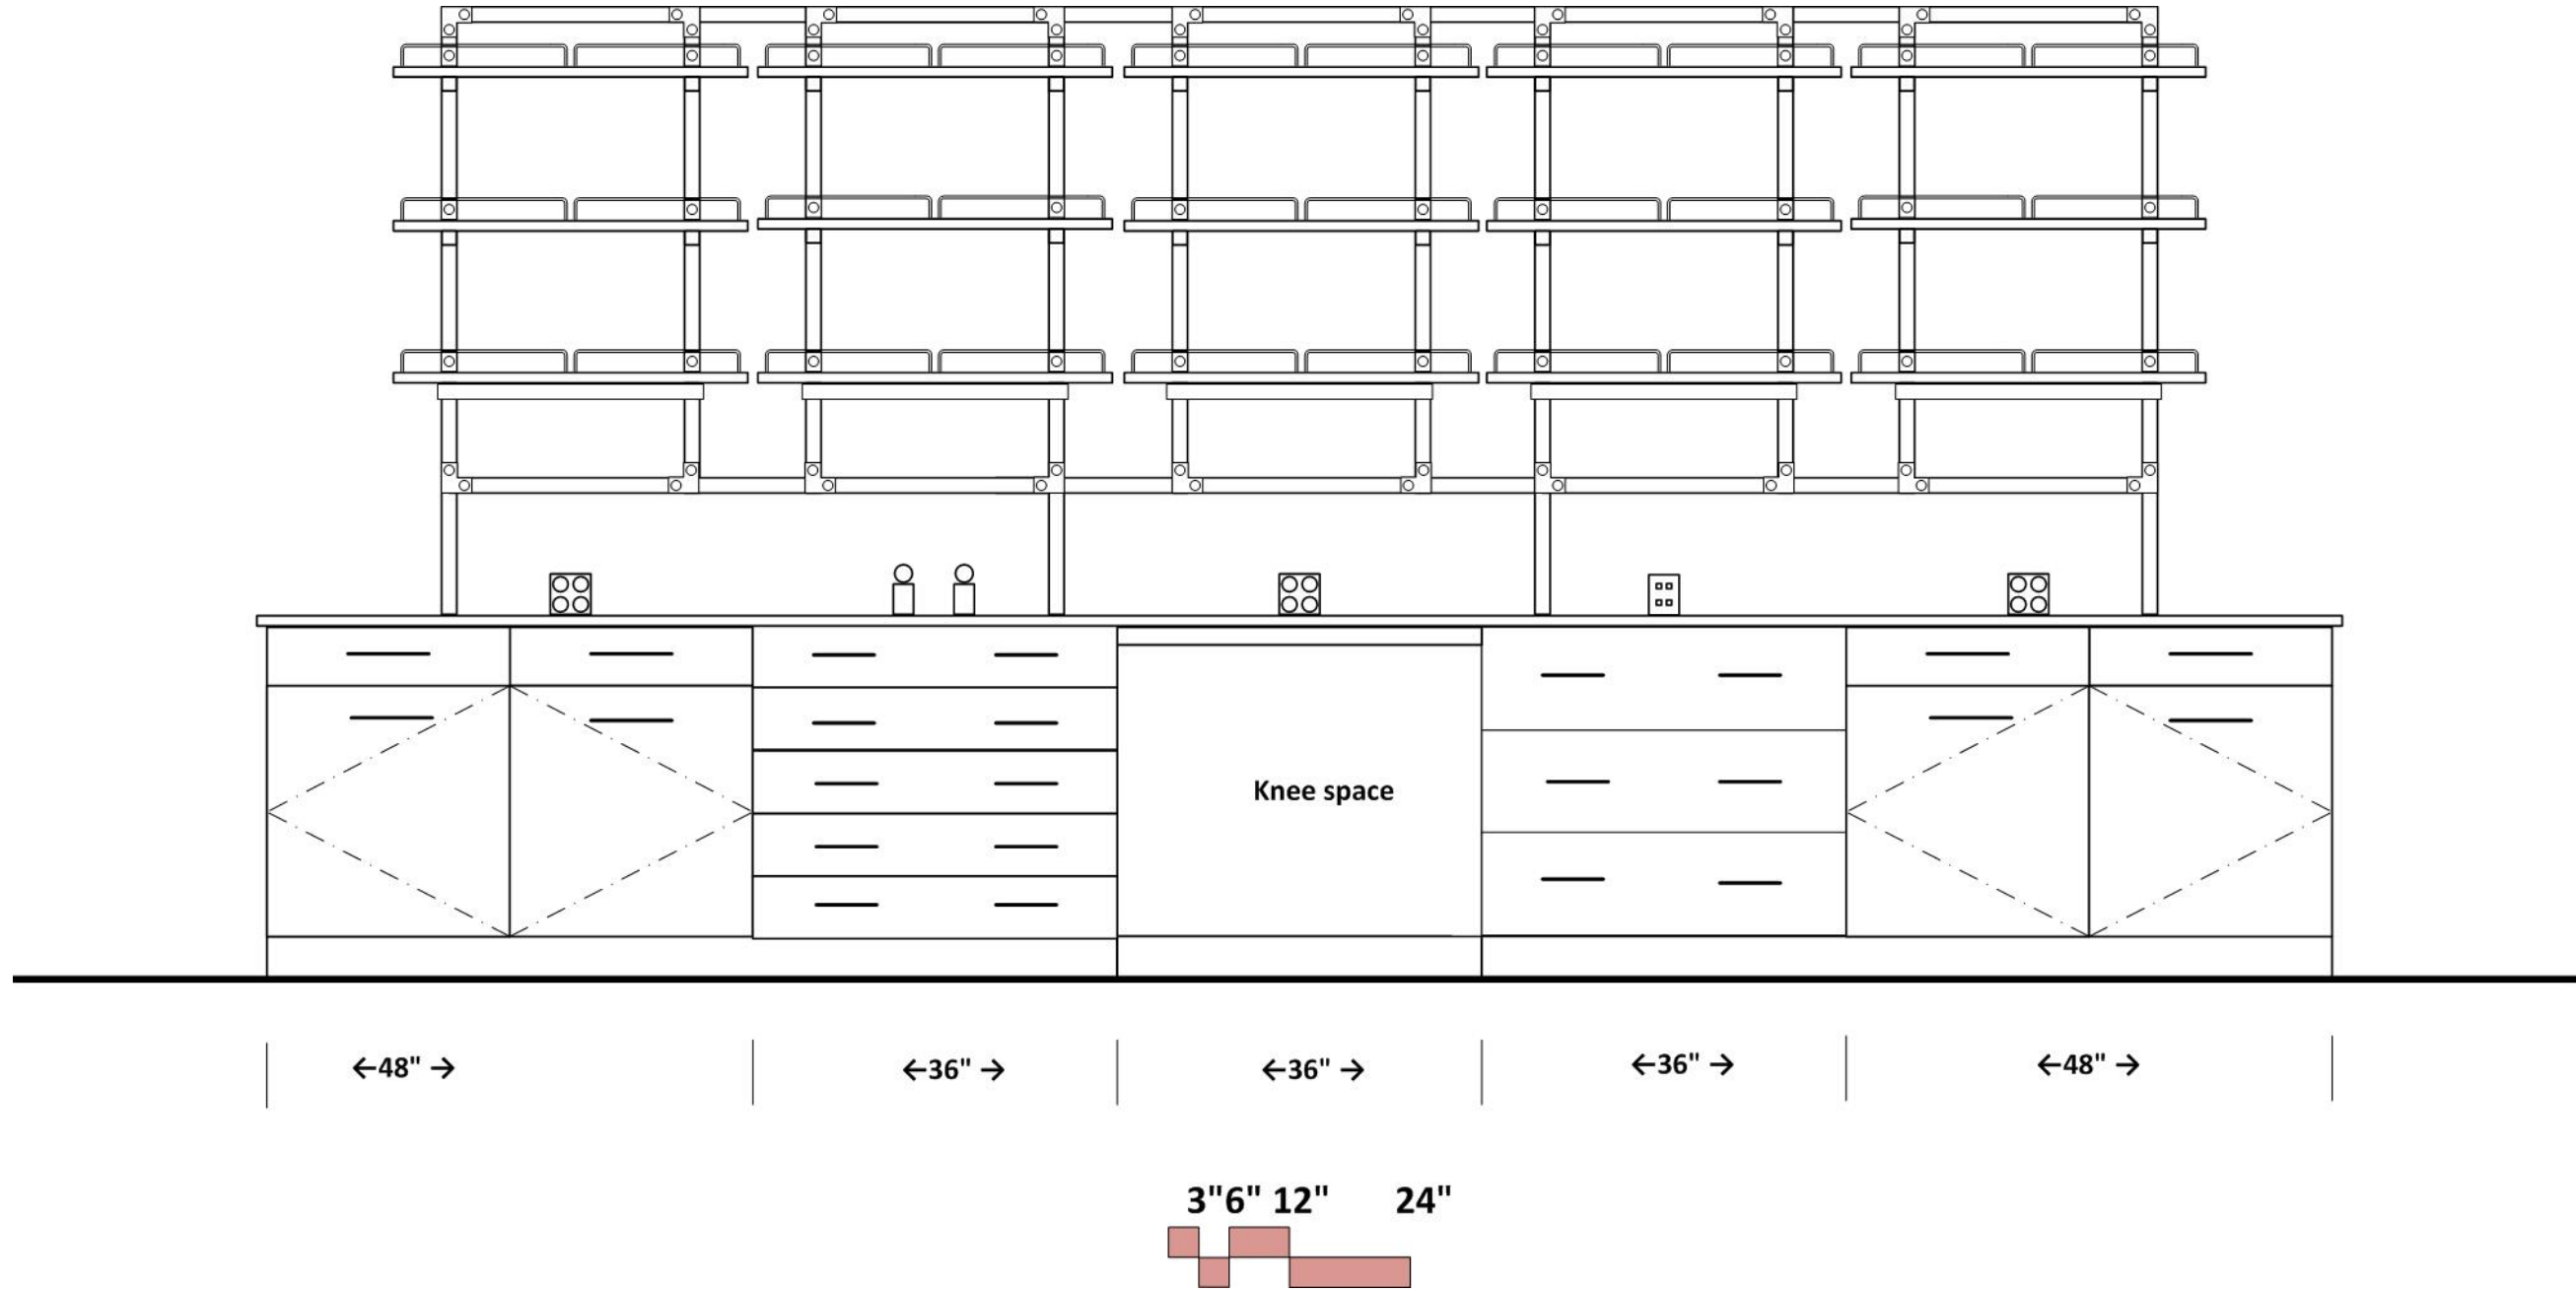 Knee space
←48" →
←36" →
←36" →
←36" →
←48" →
3"6" 12" 24"